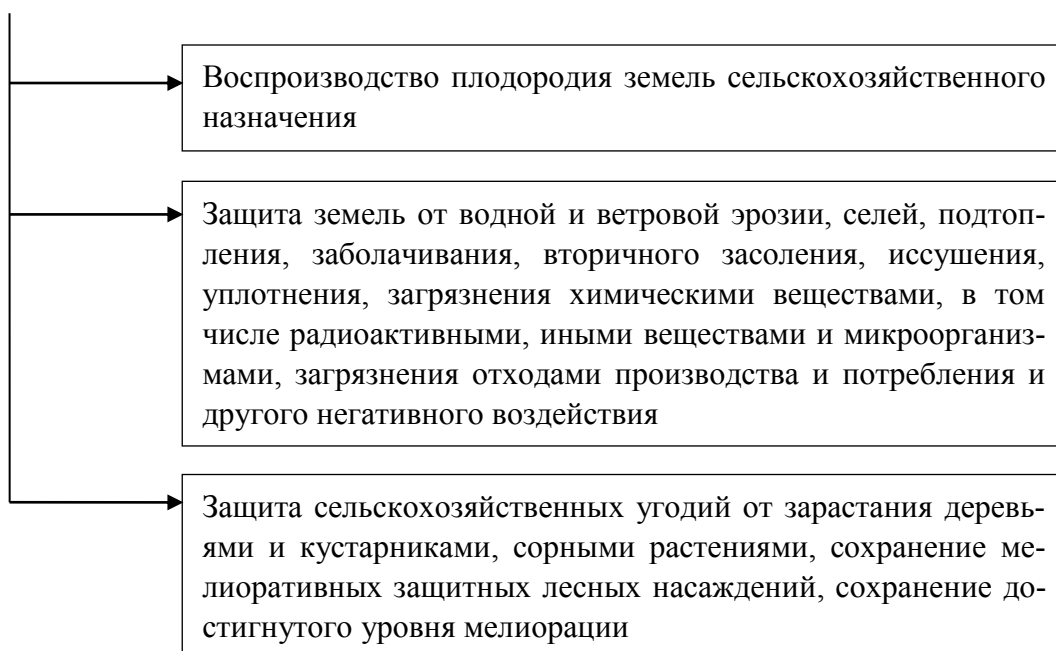 Воспроизводство плодородия земель сельскохозяйственного
назначения
Защита земель от водной и ветровой эрозии, селей, подтоп-
ления, заболачивания, вторичного засоления, иссушения,
уплотнения, загрязнения химическими веществами, в том
числе радиоактивными, иными веществами и микроорганиз-
мами, загрязнения отходами производства и потребления и
другого негативного воздействия
Защита сельскохозяйственных угодий от зарастания деревь-
ями и кустарниками, сорными растениями, сохранение ме-
лиоративных защитных лесных насаждений, сохранение до-
стигнутого уровня мелиорации